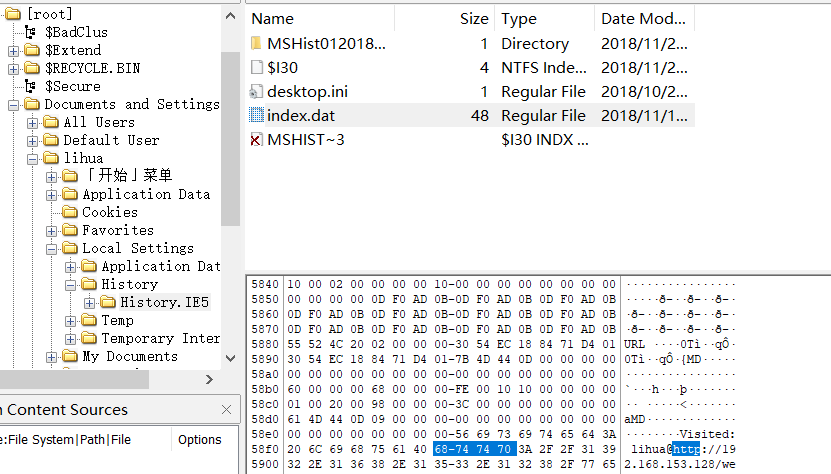 [root]
$BadClus
$Extend
$RECYCLE.BIN
$Secure
Documents and Settings
All Users
Default User
lihua
「开始」菜单
Application Data
Cookies
Favorites
Local Settings
Application Dat
History
History.IE5
Temp
Temporary Inter
My Documents
Content Sources
e:File System|Path|File
Name Size Type Date Mod...
MSHist012018... 1 Directory 2018/11/2...
$I30 4 NTFS Inde... 2018/11/2...
desktop.ini 1 Regular File 2018/10/2...
index.dat 48 Regular File 2018/11/1...
MSHIST~3 $I30 INDX ...
5840 10 00 02 00 00 00 00 10-00 00 00 00 00 00 00 00 ················
5850 00 00 00 00 0D F0 AD 0B-0D F0 AD 0B 0D F0 AD 0B ·····ð-··ð-··ð-·
5860 0D F0 AD 0B 0D F0 AD 0B-0D F0 AD 0B 0D F0 AD 0B ·ð-··ð-··ð-··ð-·
5870 0D F0 AD 0B 0D F0 AD 0B-0D F0 AD 0B 0D F0 AD 0B ·ð-··ð-··ð-··ð-·
5880 55 52 4C 20 02 00 00 00-30 54 EC 18 84 71 D4 01 URL ····0Tì··qÔ·
5890 30 54 EC 18 84 71 D4 01-7B 4D 44 0D 00 00 00 00 0Tì··qÔ·{MD·····
58a0 00 00 00 00 00 00 00 00-00 00 00 00 00 00 00 00 ················
58b0 60 00 00 00 68 00 00 00-FE 00 10 10 00 00 00 00 `···h···þ·······
58c0 01 00 20 00 98 00 00 00-3C 00 00 00 00 00 00 00 ·· ·····<·······
58d0 61 4D 44 0D 09 00 00 00-00 00 00 00 00 00 00 00 aMD·············
58e0 00 00 00 00 00 00 00 00-56 69 73 69 74 65 64 3A ········Visited:
58f0 20 6C 69 68 75 61 40 68-74 74 70 3A 2F 2F 31 39 lihua@http://19
5900 32 2E 31 36 38 2E 31 35-33 2E 31 32 38 2F 77 65 2.168.153.128/we